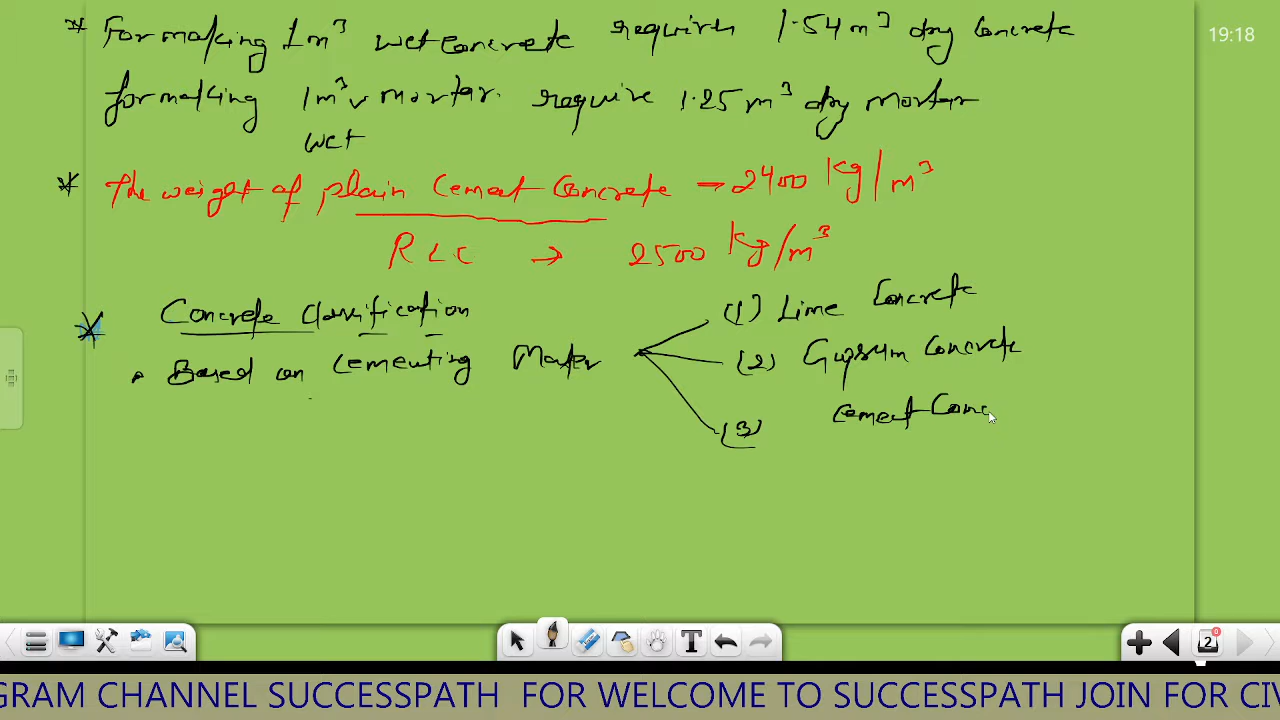 * For making 1m³ wet concrete requires 1.54 m³ dry concrete
19:18
for making 1m³ v mortar. require 1.25 m³ dry mortar
wet
* The weight of plain Cement Concrete → 2400 Kg/m³
RCC → 2500 Kg/m³
* Concrete Classification
(1) Lime Concrete
• Based on cementing Mater
(2) Gypsum Concrete
(3) Cement Conc
T
2
GRAM CHANNEL SUCCESSPATH FOR WELCOME TO SUCCESSPATH JOIN FOR CIV